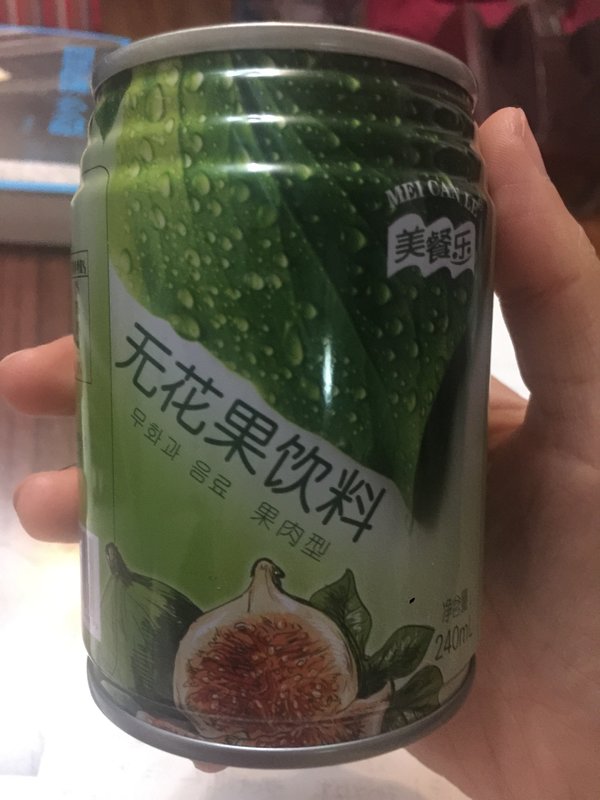 MEI CAN LE
美餐乐
无花果饮料
무화과 음료 果肉型
净含量
240mL